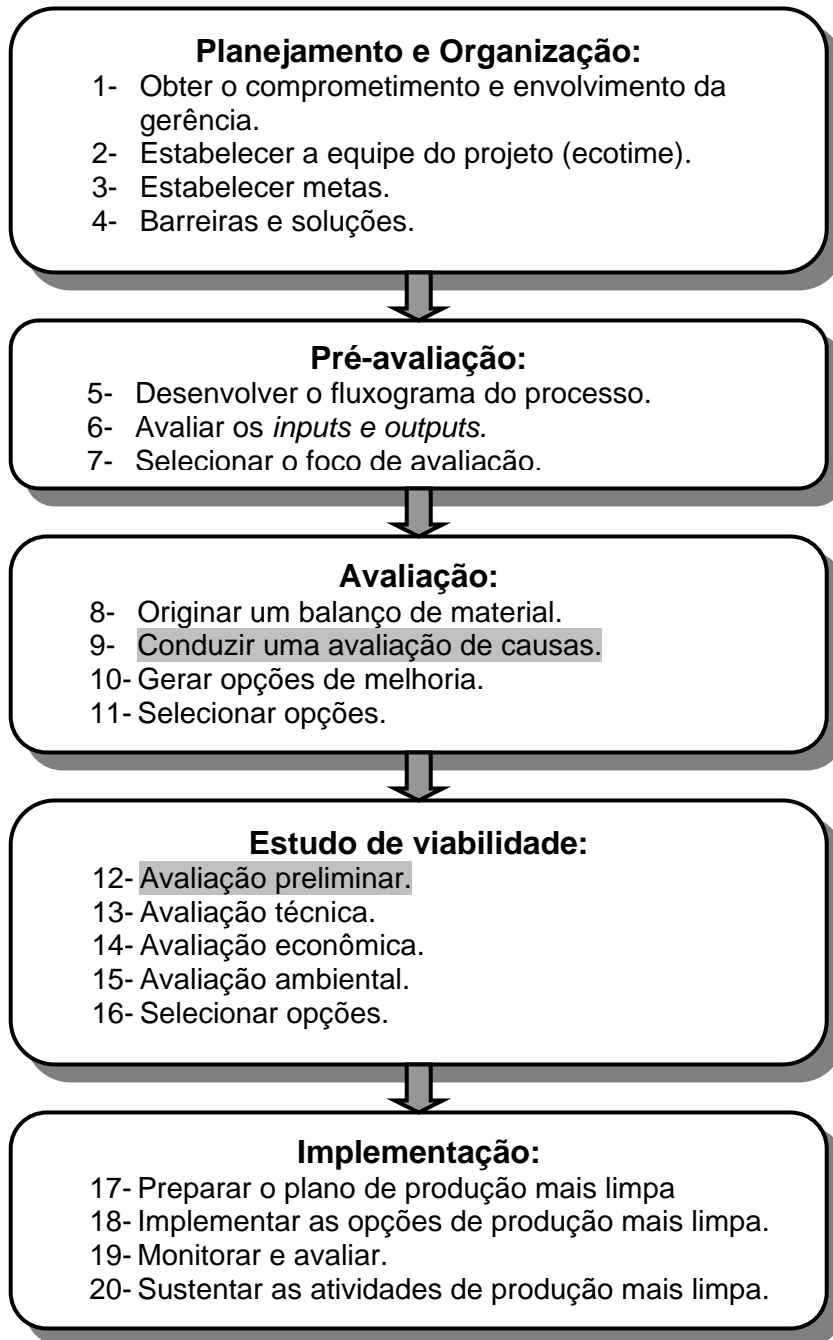 Planejamento e Organização:
1- Obter o comprometimento e envolvimento da
gerência.
2- Estabelecer a equipe do projeto (ecotime).
3- Estabelecer metas.
4- Barreiras e soluções.
Pré-avaliação:
5- Desenvolver o fluxograma do processo.
6- Avaliar os inputs e outputs.
7- Selecionar o foco de avaliação.
Avaliação:
8- Originar um balanço de material.
9- Conduzir uma avaliação de causas.
10- Gerar opções de melhoria.
11- Selecionar opções.
Estudo de viabilidade:
12- Avaliação preliminar.
13- Avaliação técnica.
14- Avaliação econômica.
15- Avaliação ambiental.
16- Selecionar opções.
Implementação:
17- Preparar o plano de produção mais limpa
18- Implementar as opções de produção mais limpa.
19- Monitorar e avaliar.
20- Sustentar as atividades de produção mais limpa.